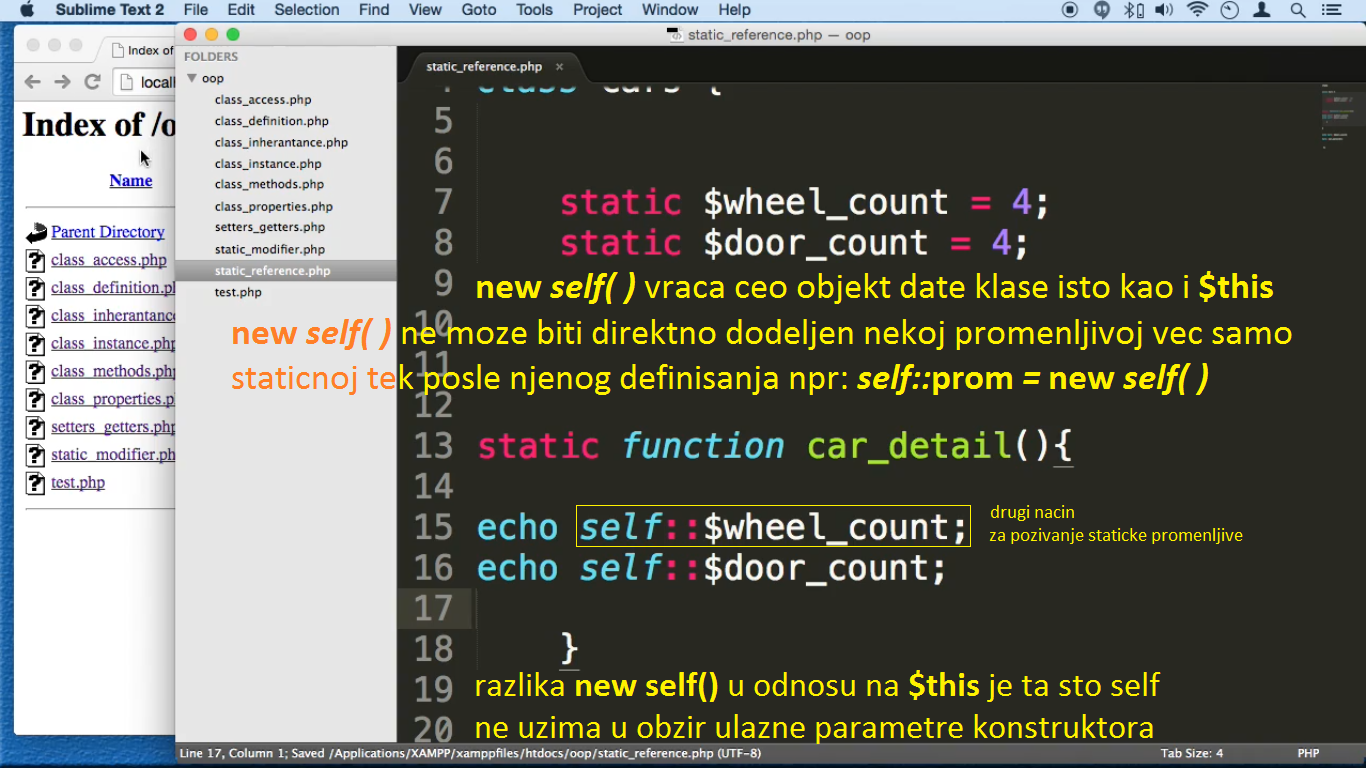 Sublime Text 2 File Edit Selection Find View Goto Tools Project Window Help
static_reference.php — oop
Index of
locall
Index of /o
Name
Parent Directory
class_access.php
class_definition.p
class_inherantance
class_instance.php
class_methods.php
class_properties.p
setters_getters.php
static_modifier.ph
test.php
FOLDERS
oop
class_access.php
class_definition.php
class_inherantance.php
class_instance.php
class_methods.php
class_properties.php
setters_getters.php
static_modifier.php
static_reference.php
test.php
static_reference.php ×
4 class Cars {
5
6
7 static $wheel_count = 4;
8 static $door_count = 4;
9 new self( ) vraca ceo objekt date klase isto kao i $this
10
new self( ) ne moze biti direktno dodeljen nekoj promenljivoj vec samo
11
staticnoj tek posle njenog definisanja npr: self::prom = new self( )
12
13 static function car_detail(){
14
15 echo self::$wheel_count;
drugi nacin
za pozivanje staticke promenljive
16 echo self::$door_count;
17
18 }
19 razlika new self() u odnosu na $this je ta sto self
20 ne uzima u obzir ulazne parametre konstruktora
Line 17, Column 1; Saved /Applications/XAMPP/xamppfiles/htdocs/oop/static_reference.php (UTF-8) Tab Size: 4 PHP